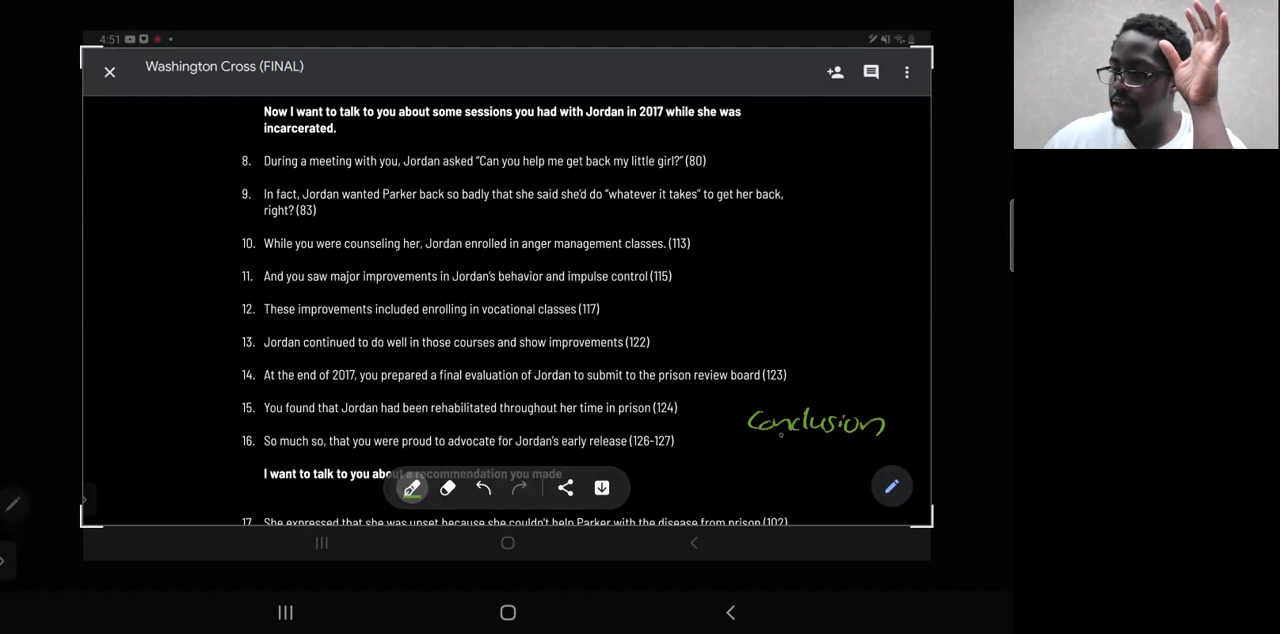 4:51
Washington Cross (FINAL)
Now I want to talk to you about some sessions you had with Jordan in 2017 while she was
incarcerated.
8. During a meeting with you, Jordan asked "Can you help me get back my little girl?" (80)
9. In fact, Jordan wanted Parker back so badly that she said she'd do "whatever it takes" to get her back,
right? (83)
10. While you were counseling her, Jordan enrolled in anger management classes. (113)
11. And you saw major improvements in Jordan's behavior and impulse control (115)
12. These improvements included enrolling in vocational classes (117)
13. Jordan continued to do well in those courses and show improvements (122)
14. At the end of 2017, you prepared a final evaluation of Jordan to submit to the prison review board (123)
15. You found that Jordan had been rehabilitated throughout her time in prison (124)
conclusion
16. So much so, that you were proud to advocate for Jordan's early release (126-127)
I want to talk to you about a recommendation you made
17. She expressed that she was upset because she couldn't help Parker with the disease from prison (102)